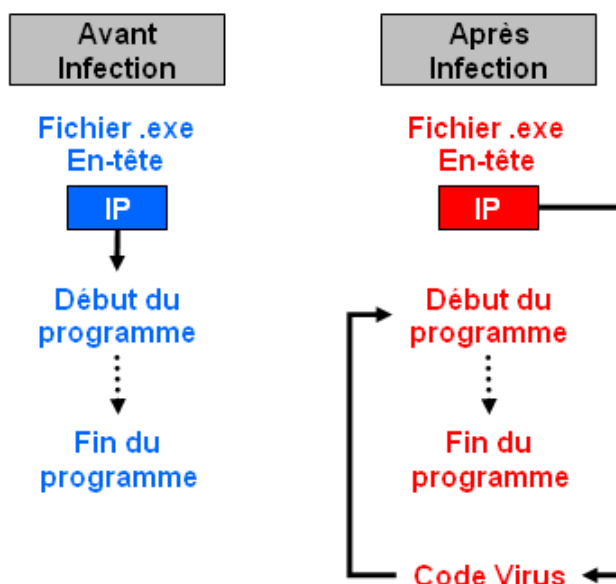 Avant
Infection
Fichier .exe
En-tête
IP
Début du
programme
Fin du
programme
Après
Infection
Fichier .exe
En-tête
IP
Début du
programme
Fin du
programme
Code Virus